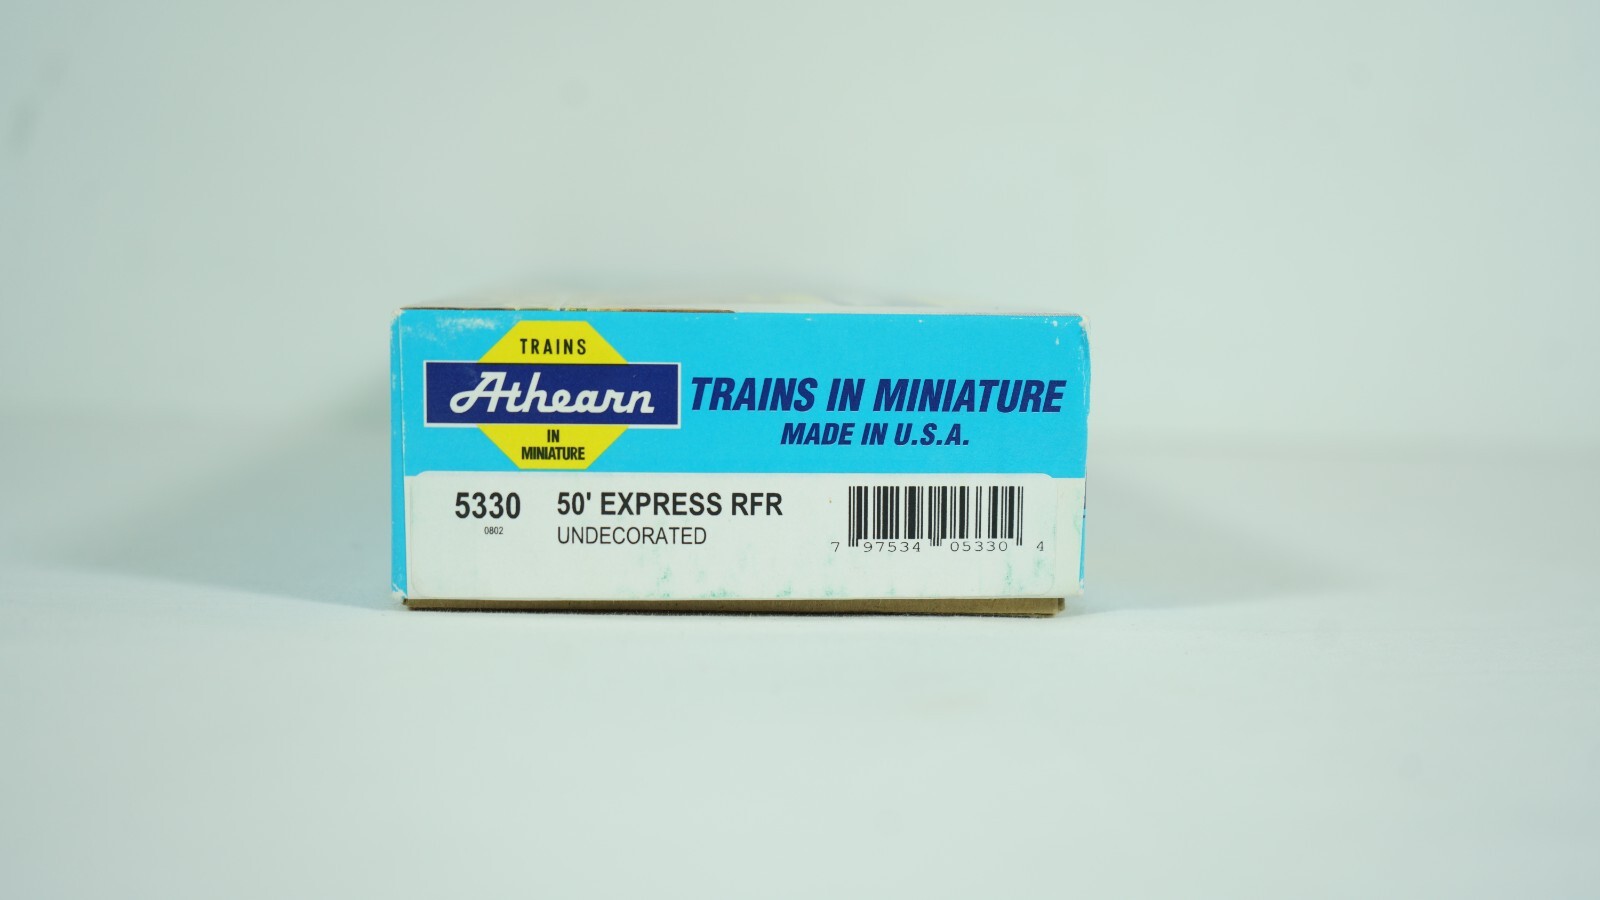 TRAINS
Athearn
IN
MINIATURE
TRAINS IN MINIATURE
MADE IN U.S.A.
5330 50' EXPRESS RFR
0802 UNDECORATED
7 97534 05330 4